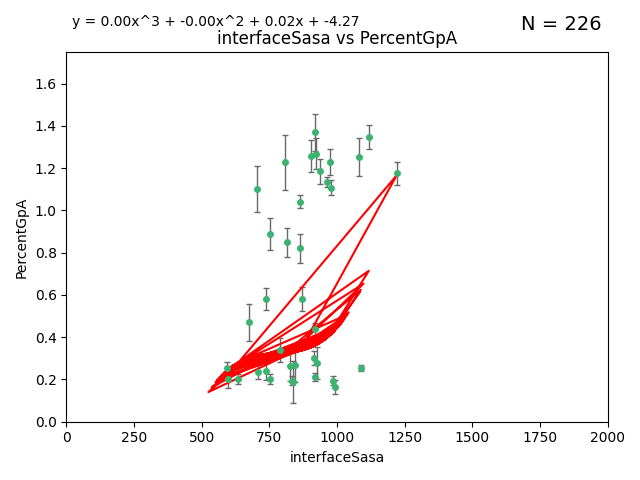 y = 0.00x^3 + -0.00x^2 + 0.02x + -4.27
N = 226
interfaceSasa vs PercentGpA
1.6
1.4
1.2
1.0
0.8
0.6
0.4
0.2
0.0
PercentGpA
0 250 500 750 1000 1250 1500 1750 2000
interfaceSasa